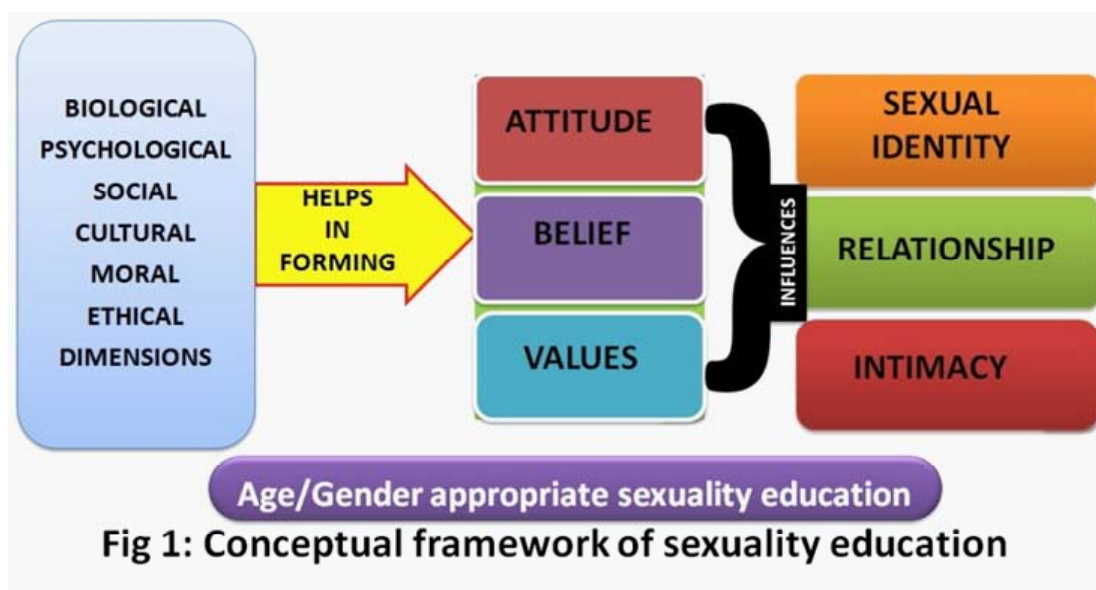 BIOLOGICAL
PSYCHOLOGICAL
SOCIAL
CULTURAL
MORAL
ETHICAL
DIMENSIONS
HELPS
IN
FORMING
ATTITUDE
BELIEF
VALUES
INFLUENCES
SEXUAL
IDENTITY
RELATIONSHIP
INTIMACY
Age/Gender appropriate sexuality education
Fig 1: Conceptual framework of sexuality education